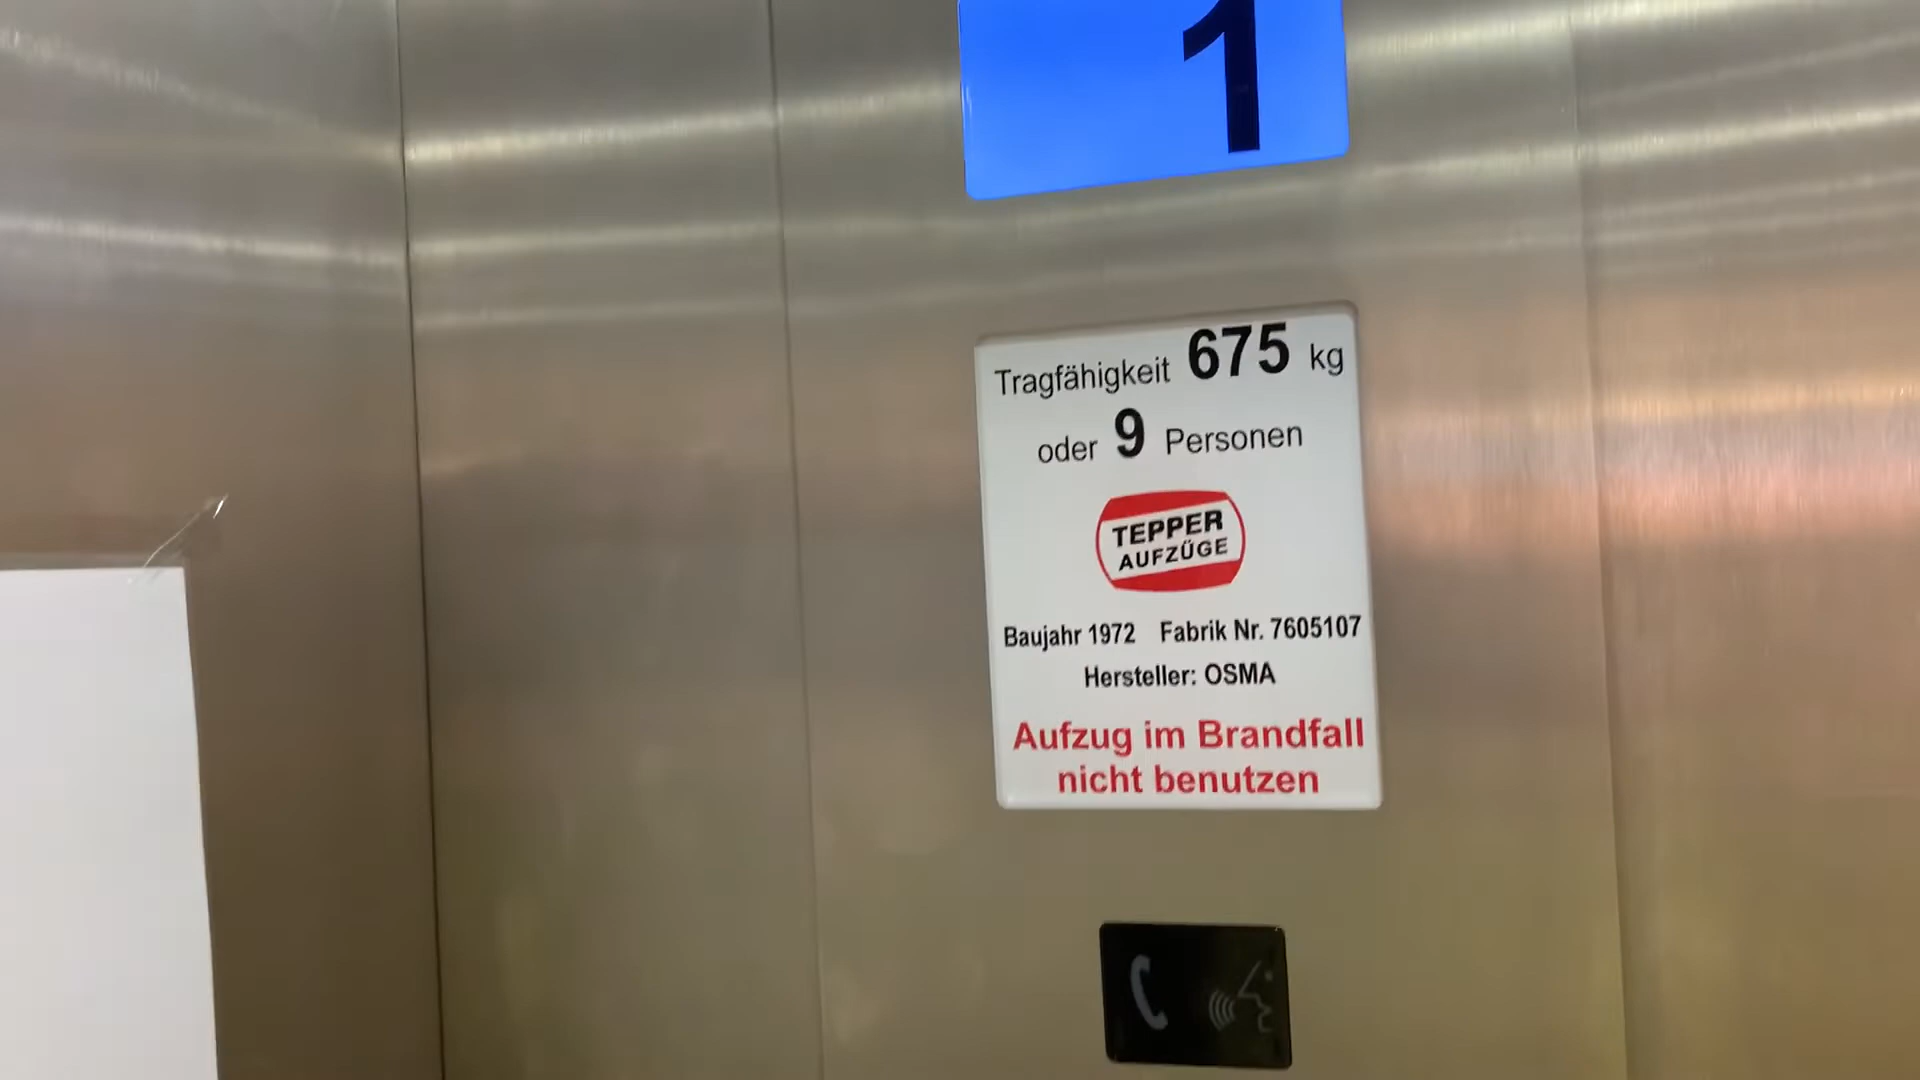 1
Tragfähigkeit 675 kg
oder 9 Personen
TEPPER
AUFZÜGE
Baujahr 1972 Fabrik Nr. 7605107
Hersteller: OSMA
Aufzug im Brandfall
nicht benutzen